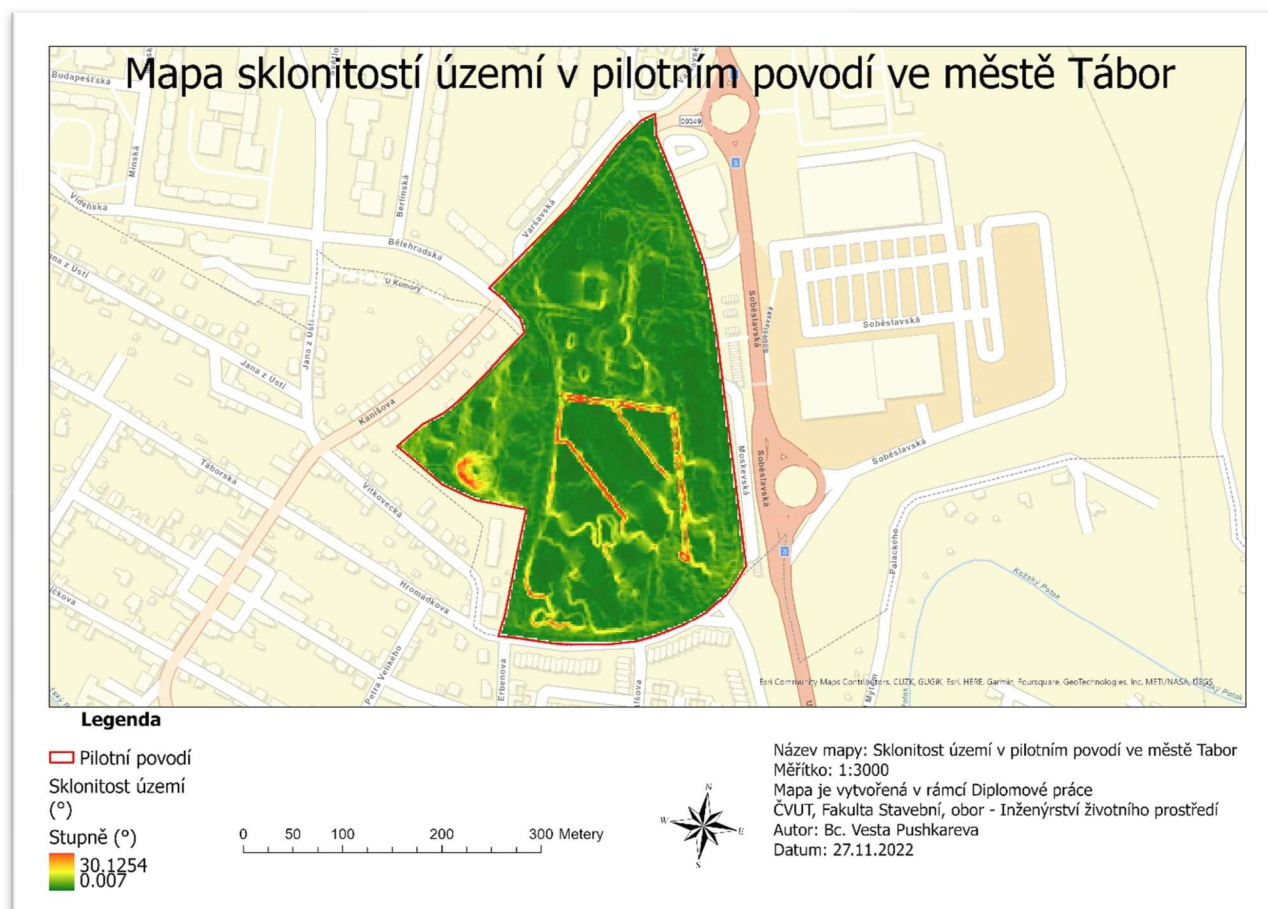 Mapa sklonitostí území v pilotním povodí ve městě Tábor
Budapešťská
Minská
Varšavská
00349
Vídeňská
Berlínská
Varšavská
Bělehradská
U Komory
Jana z Ústí
Jana z Ústí
Soběslavská
Soběslavská
Soběslavská
Kánišova
Táborská
Vítkovecká
Moskevská
Soběslavská
Soběslavská
Palackého
Kozský Potok
Hromádkova
Petra Velikého
Erbenova
Esri Community Maps Contributors, CUZK, GUGiK, Esri, HERE, Garmin, Foursquare, GeoTechnologies, Inc, METI/NASA, USGS
Legenda
Pilotní povodí
Sklonitost území
(°)
Stupně (°)
30.1254
0.007
0 50 100 200 300 Metery
N
W
E
S
Název mapy: Sklonitost území v pilotním povodí ve městě Tabor
Měřítko: 1:3000
Mapa je vytvořená v rámcí Diplomové práce
ČVUT, Fakulta Stavební, obor - Inženýrství životního prostředí
Autor: Bc. Vesta Pushkareva
Datum: 27.11.2022